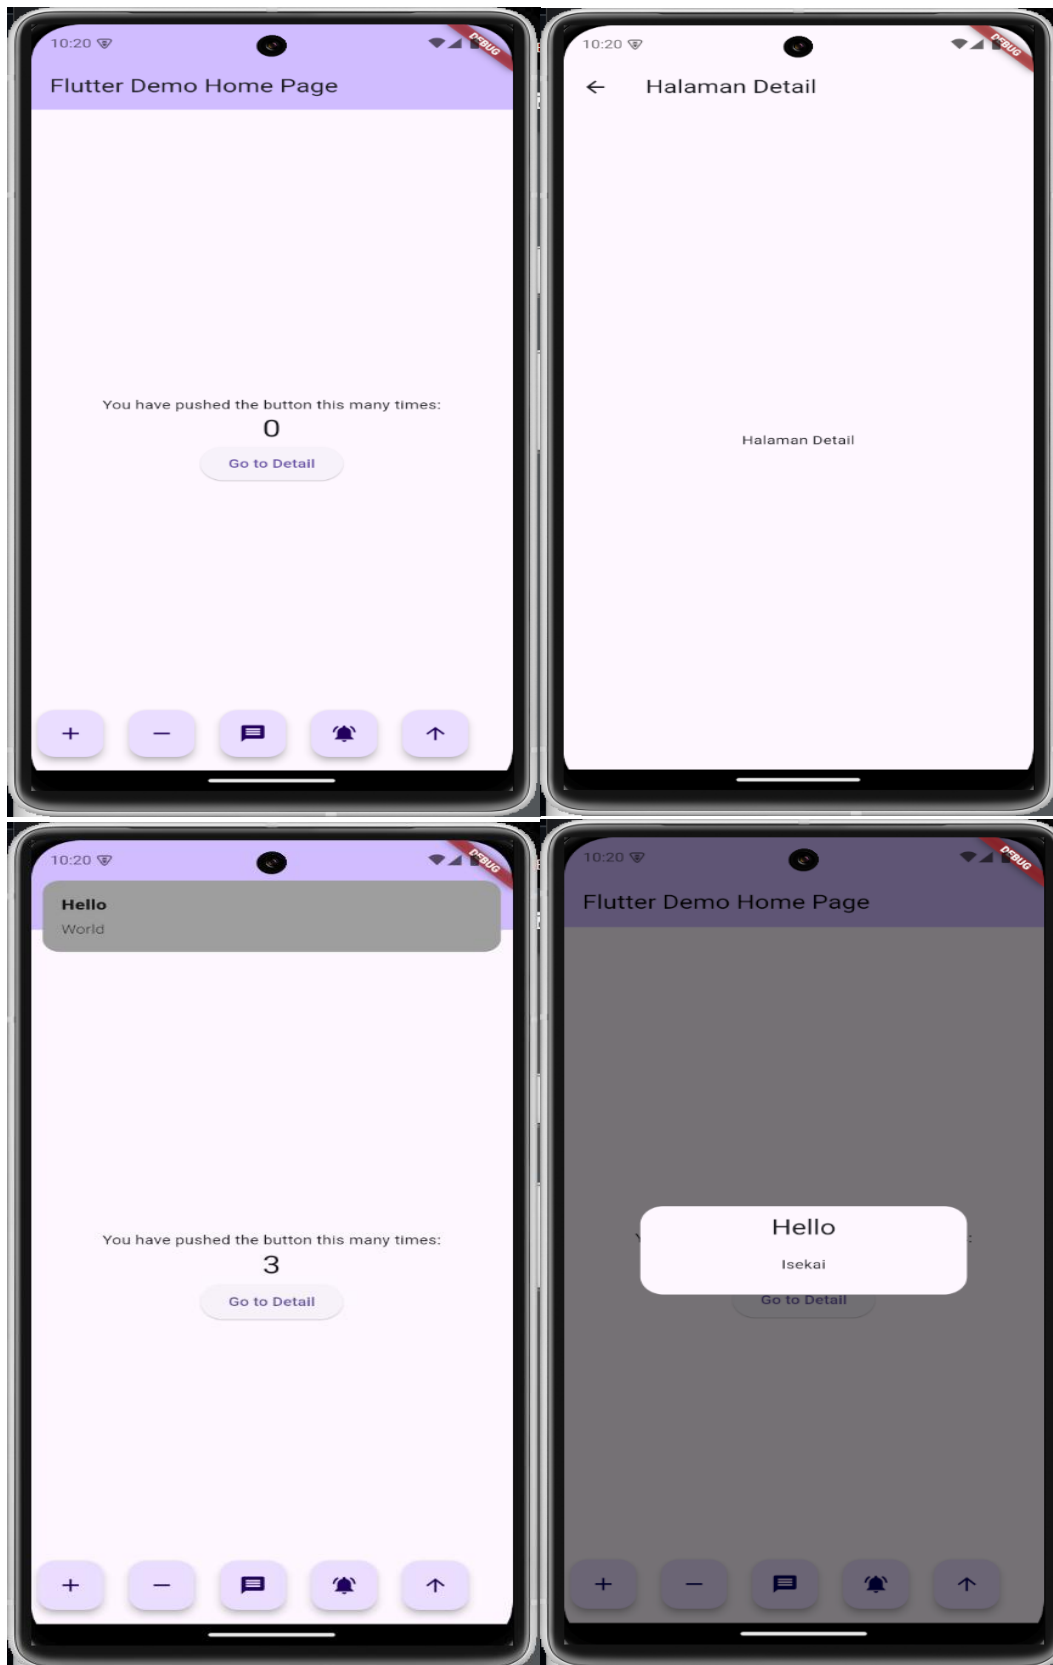 10:20
DEBUG
Flutter Demo Home Page
You have pushed the button this many times:
0
Go to Detail
10:20
DEBUG
Halaman Detail
Halaman Detail
10:20
DEBUG
Hello
World
You have pushed the button this many times:
3
Go to Detail
10:20
DEBUG
Flutter Demo Home Page
Hello
Isekai
:
Go to Detail